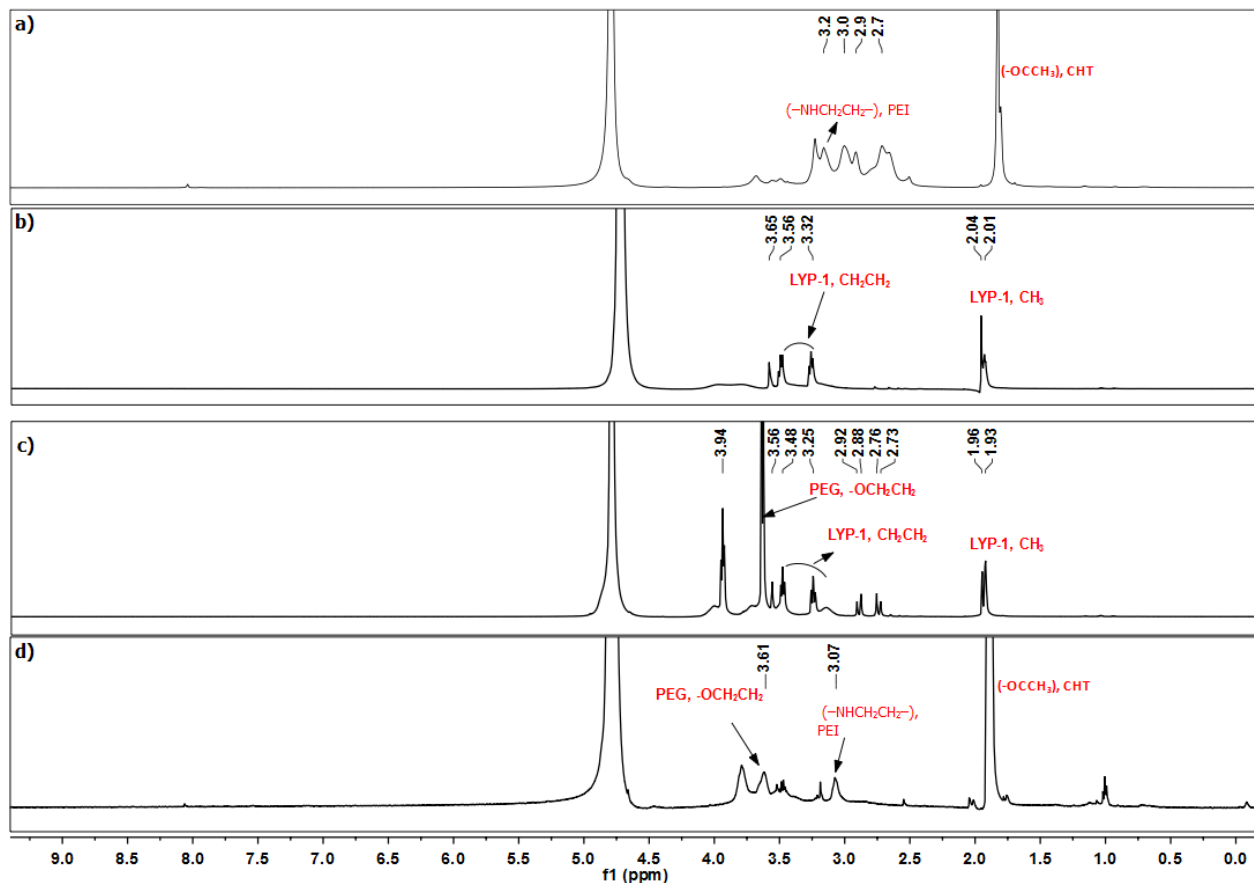 a)
3.2
3.0
2.9
2.7
(-OCCH₃), CHT
(−NHCH₂CH₂−), PEI
b)
3.65
3.56
3.32
2.04
2.01
LYP-1, CH₂CH₂
LYP-1, CH₃
c)
3.94
3.56
3.48
3.25
2.92
2.88
2.76
2.73
1.96
1.93
PEG, -OCH₂CH₂
LYP-1, CH₂CH₂
LYP-1, CH₃
d)
3.61
3.07
PEG, -OCH₂CH₂
(−NHCH₂CH₂−),
PEI
(-OCCH₃), CHT
9.0 8.5 8.0 7.5 7.0 6.5 6.0 5.5 5.0 4.5 4.0 3.5 3.0 2.5 2.0 1.5 1.0 0.5 0.0
f1 (ppm)